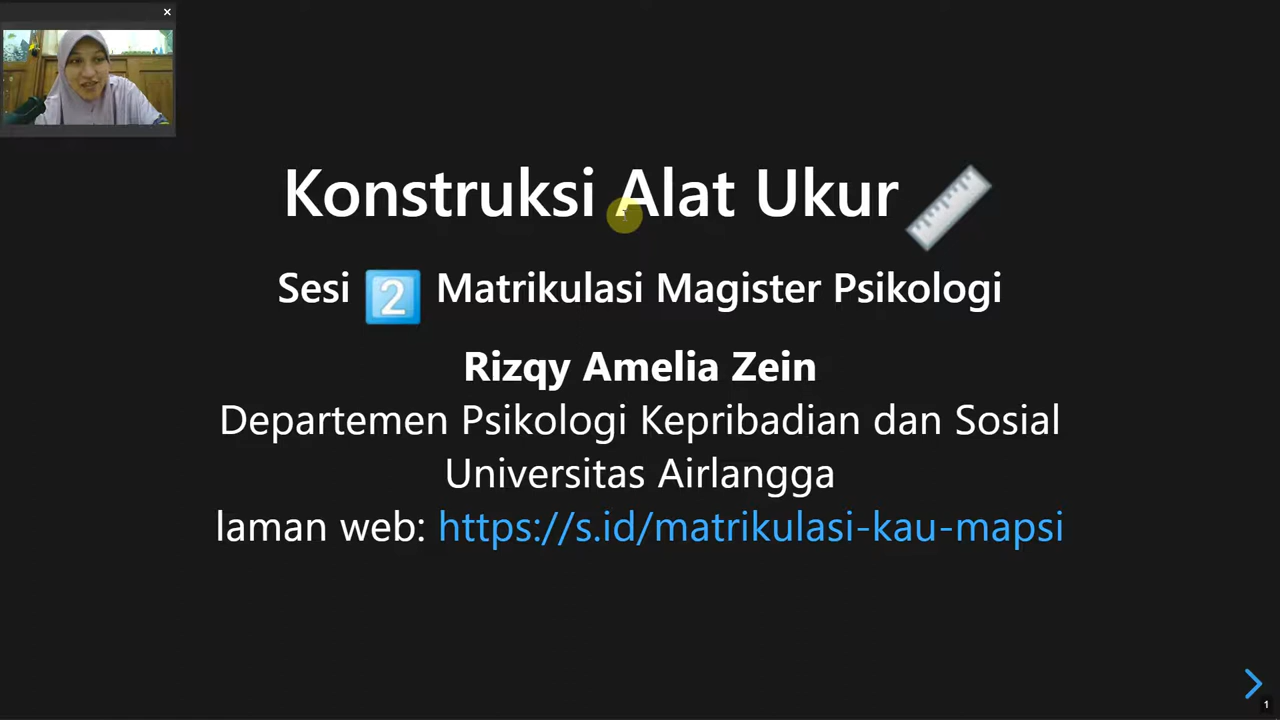 Konstruksi Alat Ukur
Sesi 2 Matrikulasi Magister Psikologi
Rizqy Amelia Zein
Departemen Psikologi Kepribadian dan Sosial
Universitas Airlangga
laman web: https://s.id/matrikulasi-kau-mapsi
1